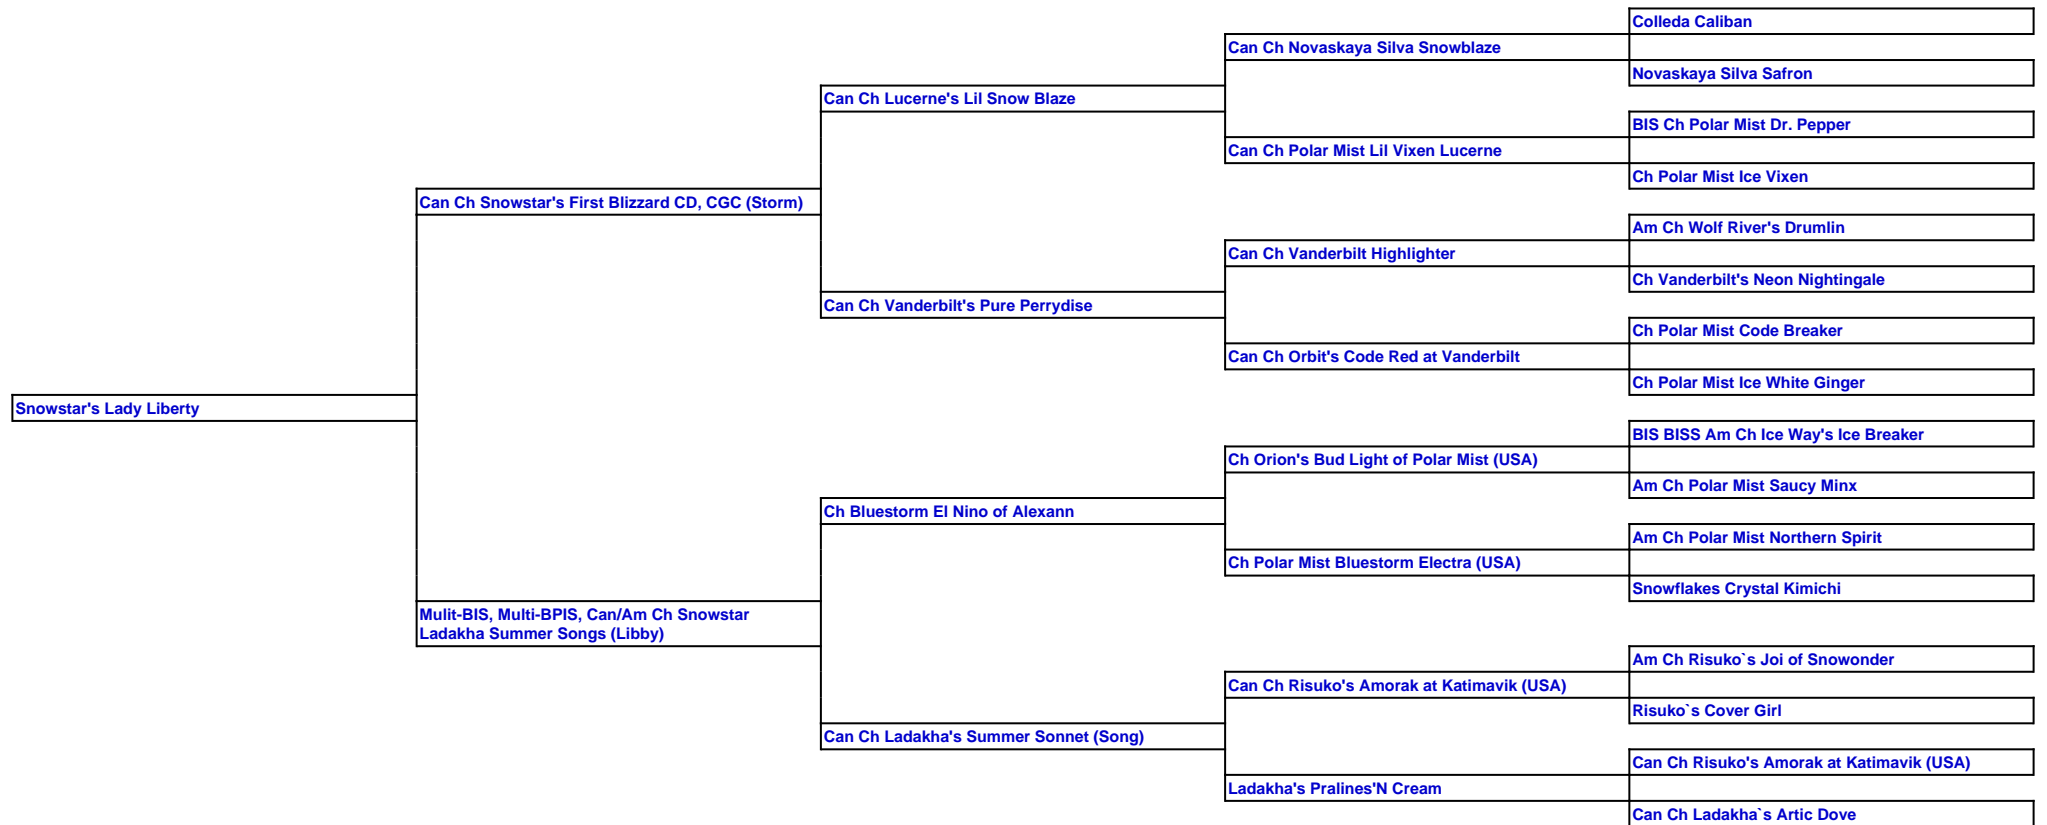 Colleda Caliban
Can Ch Novaskaya Silva Snowblaze
Novaskaya Silva Safron
Can Ch Lucerne's Lil Snow Blaze
BIS Ch Polar Mist Dr. Pepper
Can Ch Polar Mist Lil Vixen Lucerne
Ch Polar Mist Ice Vixen
Can Ch Snowstar's First Blizzard CD, CGC (Storm)
Am Ch Wolf River's Drumlin
Can Ch Vanderbilt Highlighter
Ch Vanderbilt's Neon Nightingale
Can Ch Vanderbilt's Pure Perrydise
Ch Polar Mist Code Breaker
Can Ch Orbit's Code Red at Vanderbilt
Ch Polar Mist Ice White Ginger
Snowstar's Lady Liberty
BIS BISS Am Ch Ice Way's Ice Breaker
Ch Orion's Bud Light of Polar Mist (USA)
Am Ch Polar Mist Saucy Minx
Ch Bluestorm El Nino of Alexann
Am Ch Polar Mist Northern Spirit
Ch Polar Mist Bluestorm Electra (USA)
Snowflakes Crystal Kimichi
Mulit-BIS, Multi-BPIS, Can/Am Ch Snowstar
Ladakha Summer Songs (Libby)
Am Ch Risuko`s Joi of Snowonder
Can Ch Risuko's Amorak at Katimavik (USA)
Risuko`s Cover Girl
Can Ch Ladakha's Summer Sonnet (Song)
Can Ch Risuko's Amorak at Katimavik (USA)
Ladakha's Pralines'N Cream
Can Ch Ladakha`s Artic Dove